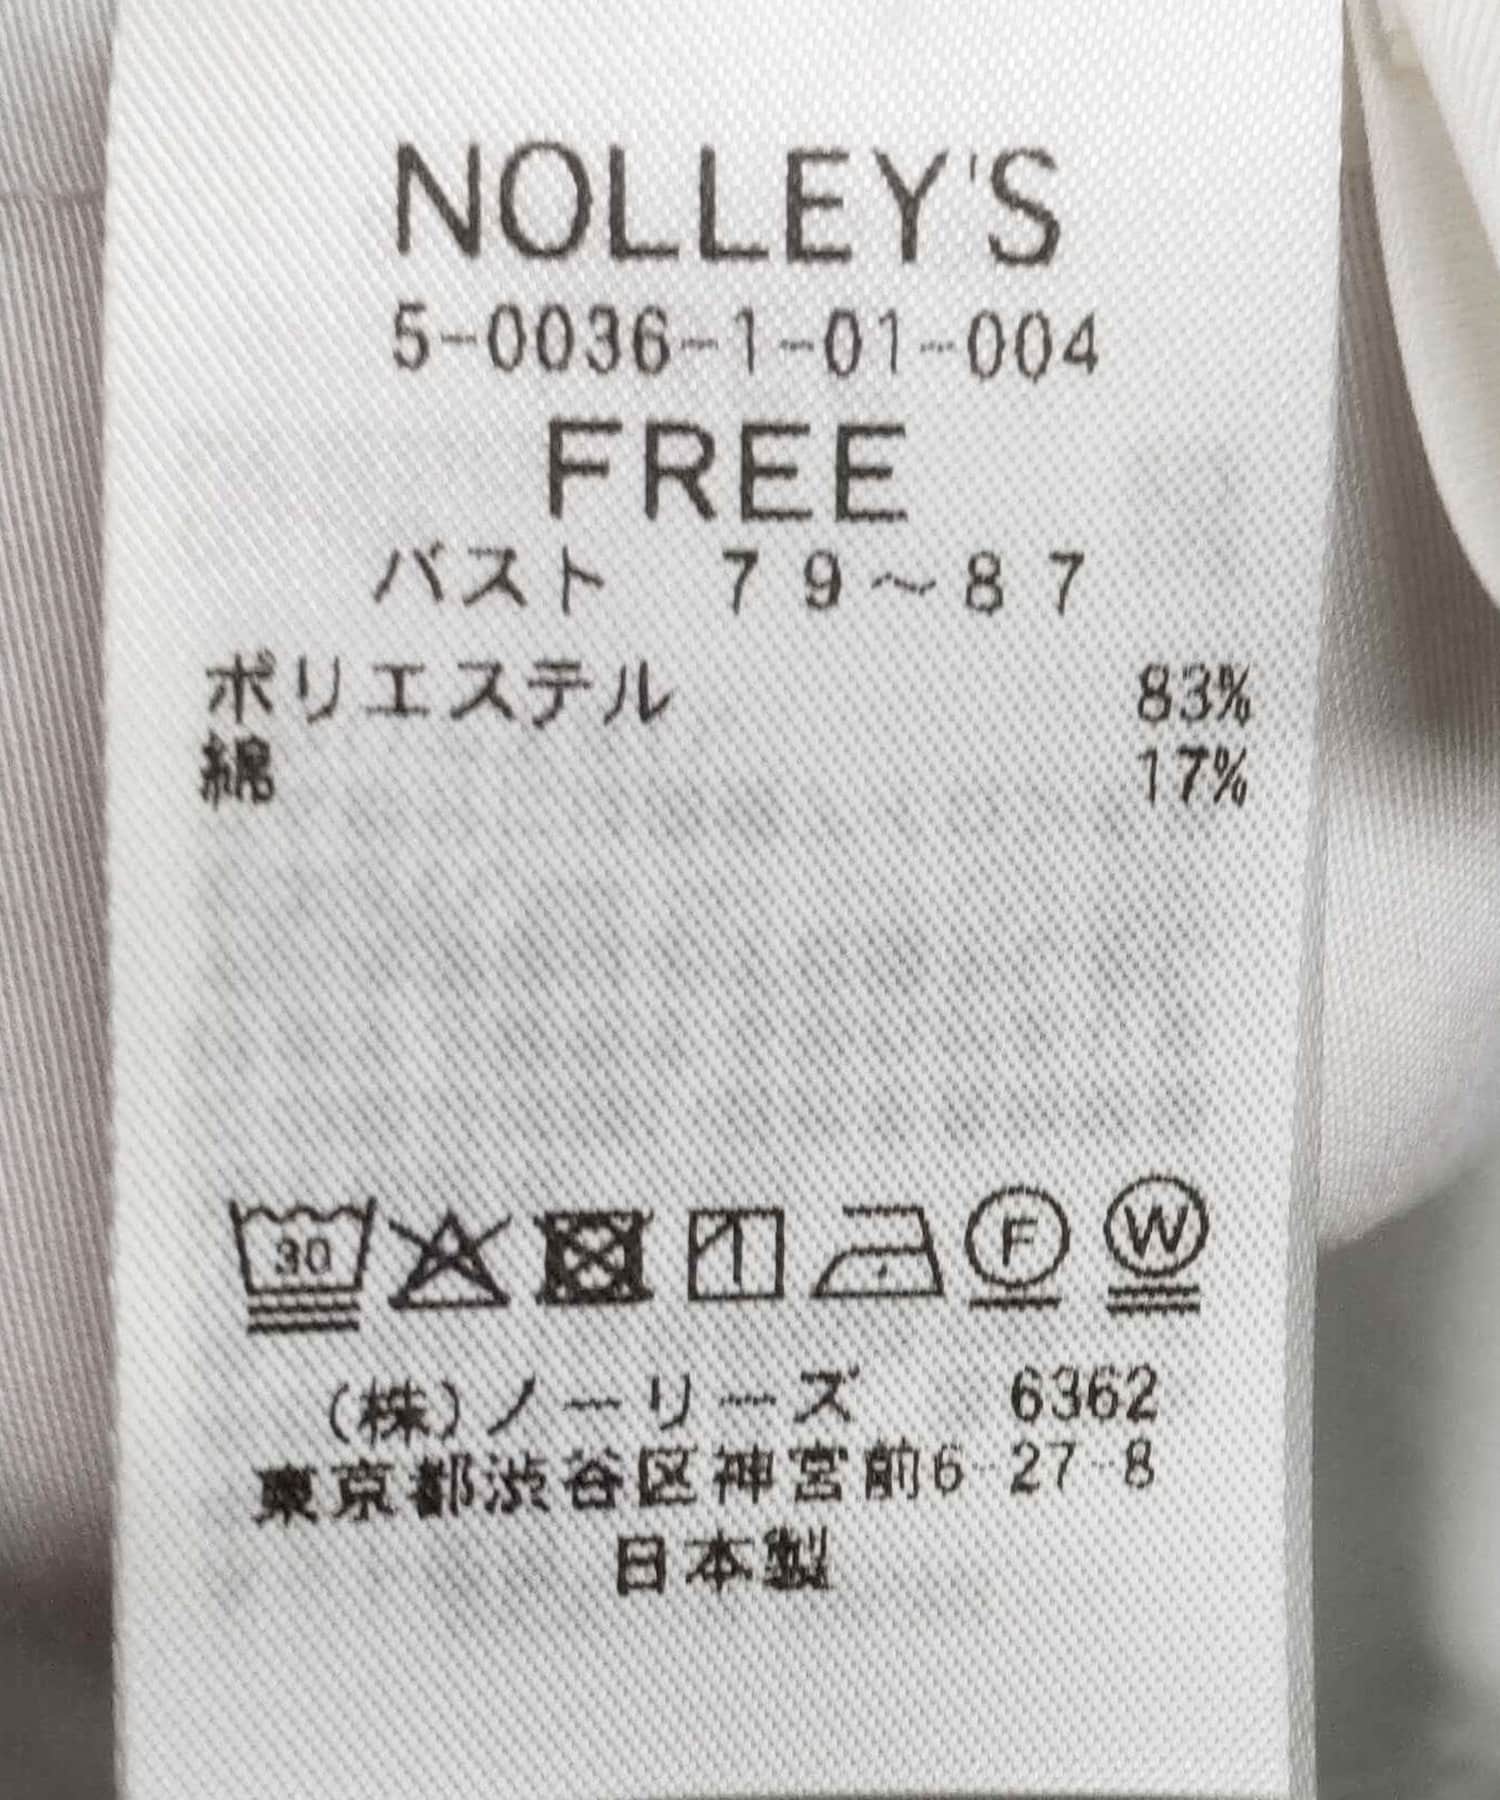 NOLLEY'S
5-0036-1-01-004
FREE
バスト　７９～８７
ポリエステル 83%
綿 17%
30 F W
(株)ノーリーズ 6362
東京都渋谷区神宮前6-27-8
日本製